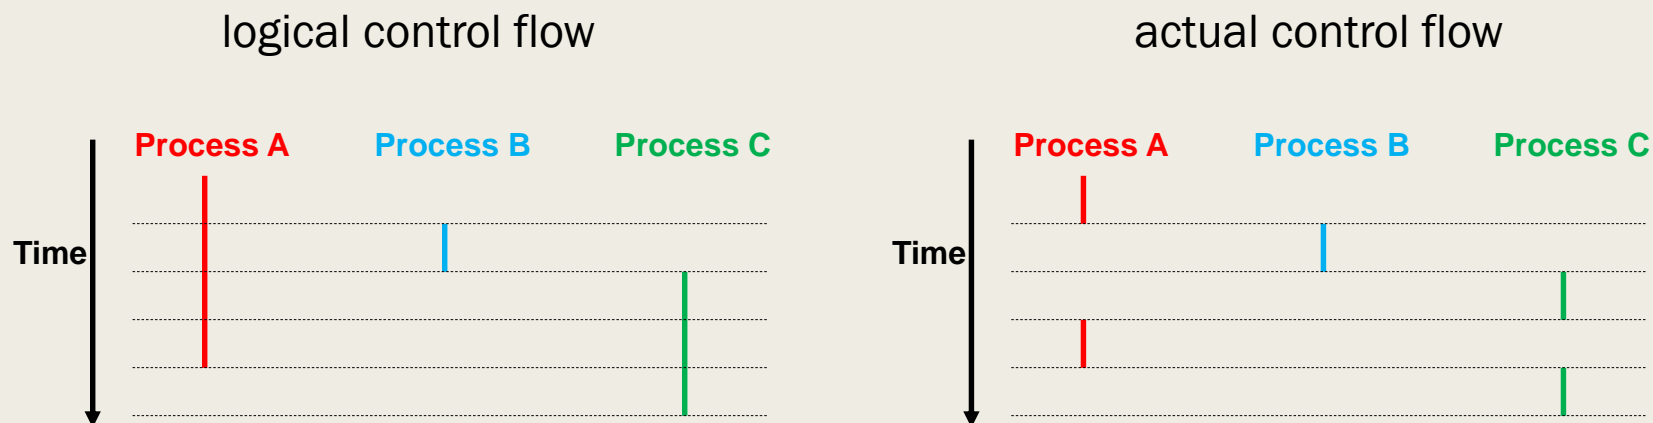 logical control flow
Process A Process B Process C
Time
actual control flow
Process A Process B Process C
Time